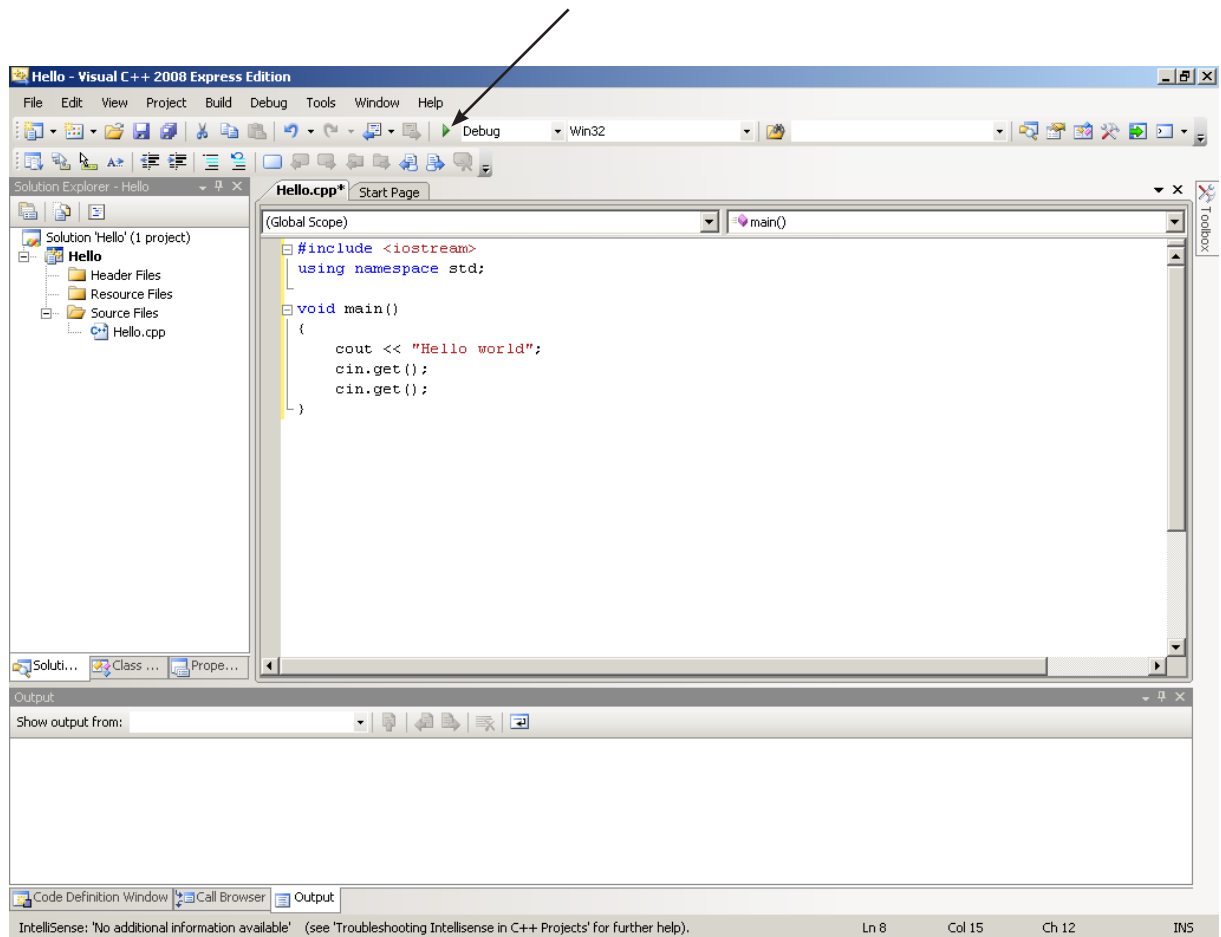 Hello - Visual C++ 2008 Express Edition
File Edit View Project Build Debug Tools Window Help
Debug Win32
Solution Explorer - Hello
Hello.cpp* Start Page
Toolbox
(Global Scope) main()
Solution 'Hello' (1 project)
Hello
Header Files
Resource Files
Source Files
Hello.cpp
#include <iostream>
using namespace std;
void main()
{
cout << "Hello world";
cin.get();
cin.get();
}
Soluti... Class ... Prope...
Output
Show output from:
Code Definition Window Call Browser Output
IntelliSense: 'No additional information available' (see 'Troubleshooting Intellisense in C++ Projects' for further help). Ln 8 Col 15 Ch 12 INS